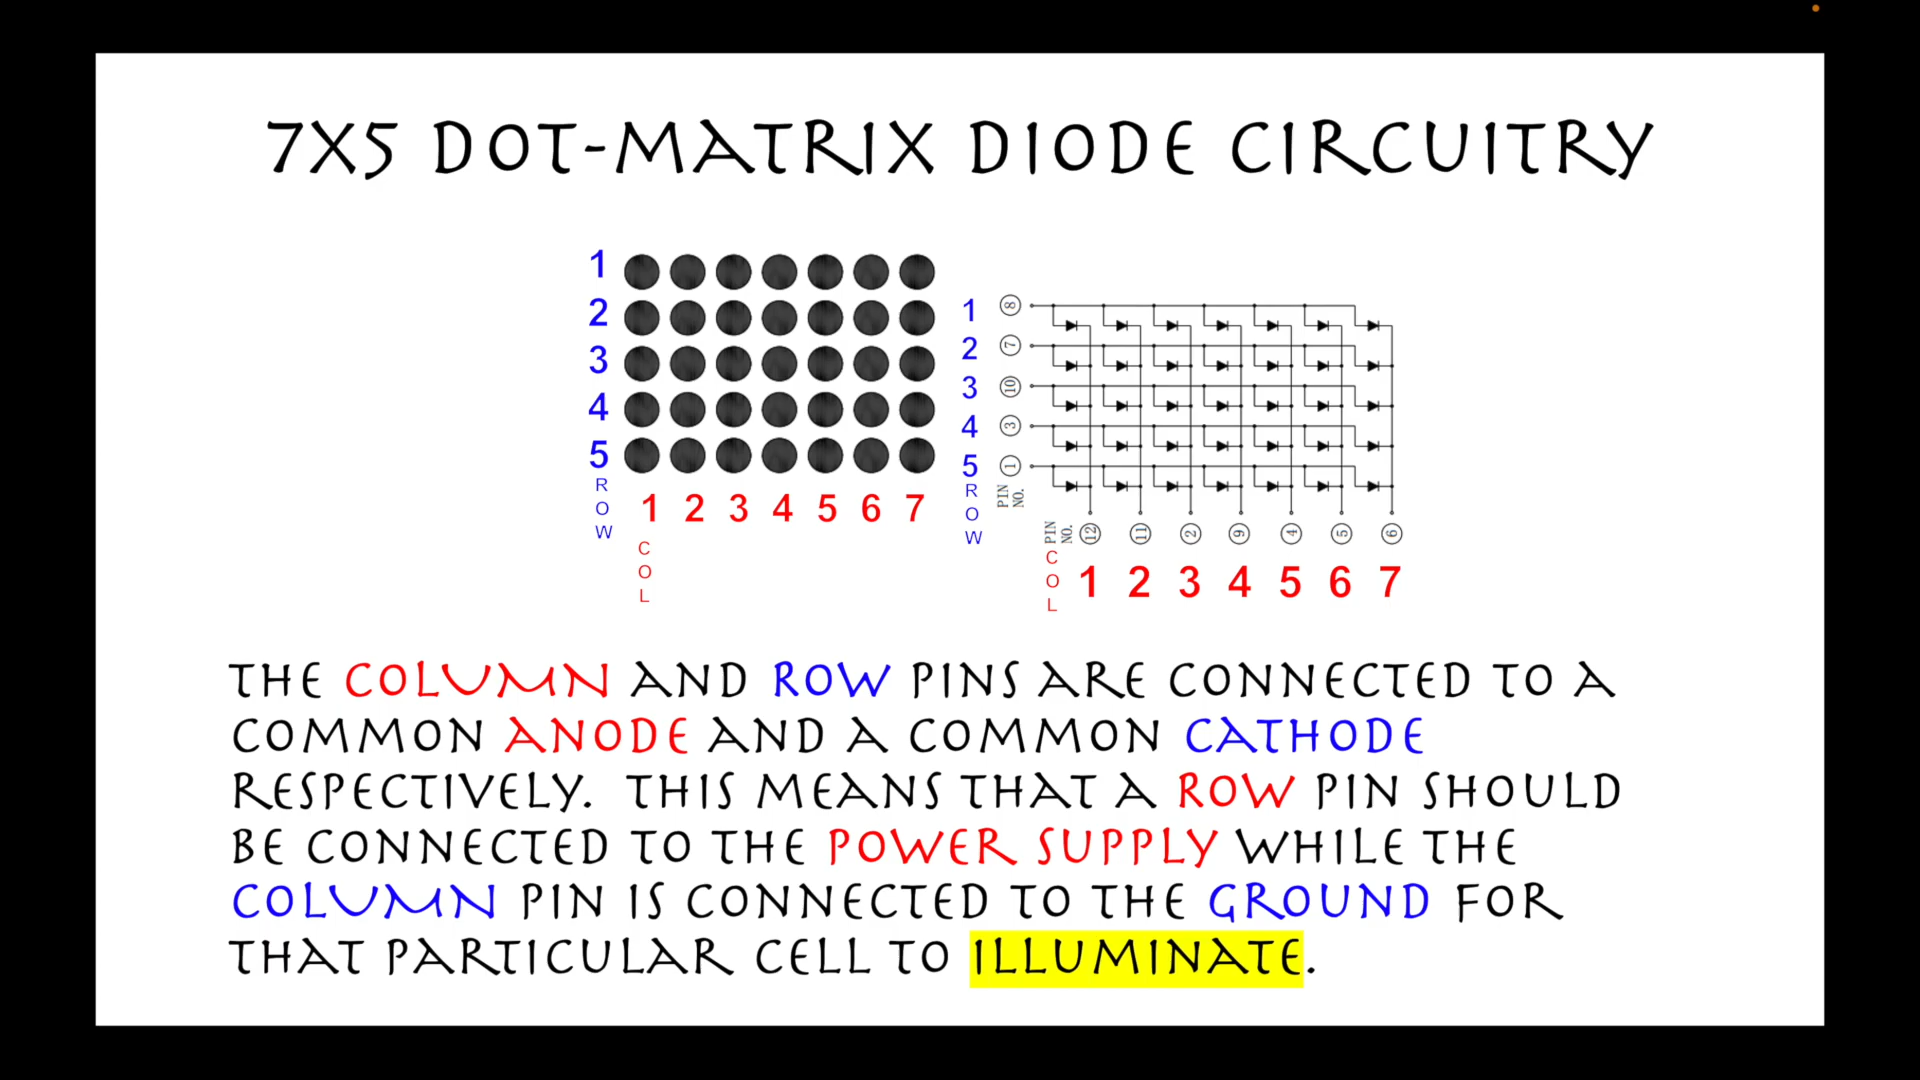 7X5 DOT-MATRIX DIODE CIRCUITRY
1
2
3
4
5
ROW
1 2 3 4 5 6 7
COL
1 8
2 7
3 10
4 3
5 1
ROW
PIN NO.
PIN NO. 12 11 2 9 4 5 6
COL
1 2 3 4 5 6 7
THE COLUMN AND ROW PINS ARE CONNECTED TO A
COMMON ANODE AND A COMMON CATHODE
RESPECTIVELY. THIS MEANS THAT A ROW PIN SHOULD
BE CONNECTED TO THE POWER SUPPLY WHILE THE
COLUMN PIN IS CONNECTED TO THE GROUND FOR
THAT PARTICULAR CELL TO ILLUMINATE.